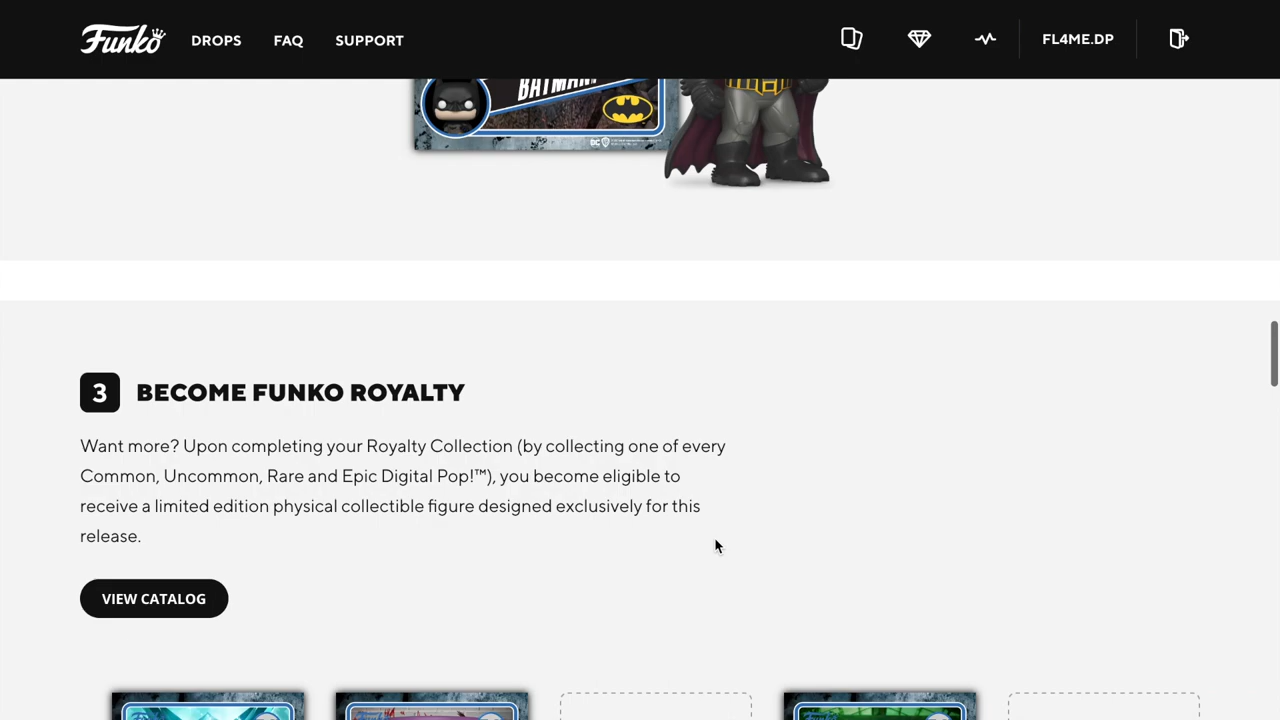 Funko
DROPS
FAQ
SUPPORT
FL4ME.DP
BATMAN
3
BECOME FUNKO ROYALTY
Want more? Upon completing your Royalty Collection (by collecting one of every
Common, Uncommon, Rare and Epic Digital Pop!™), you become eligible to
receive a limited edition physical collectible figure designed exclusively for this
release.
VIEW CATALOG